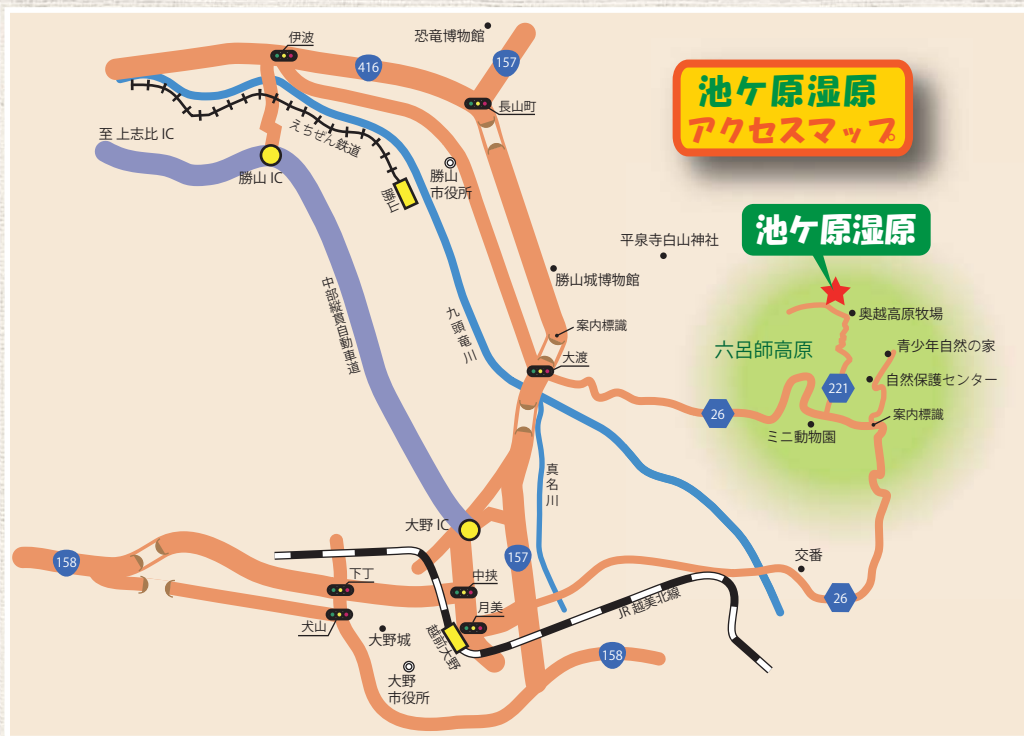 池ケ原湿原
アクセスマップ
伊波
恐竜博物館
416
157
長山町
至 上志比 IC
えちぜん鉄道
勝山 IC
勝山
勝山
市役所
池ケ原湿原
平泉寺白山神社
勝山城博物館
中部縦貫自動車道
九頭竜川
案内標識
大渡
奥越高原牧場
六呂師高原
青少年自然の家
自然保護センター
221
26
案内標識
ミニ動物園
真名川
大野 IC
158
157
交番
下丁
中挾
26
月美
JR 越美北線
犬山
大野城
越前大野
158
大野
市役所